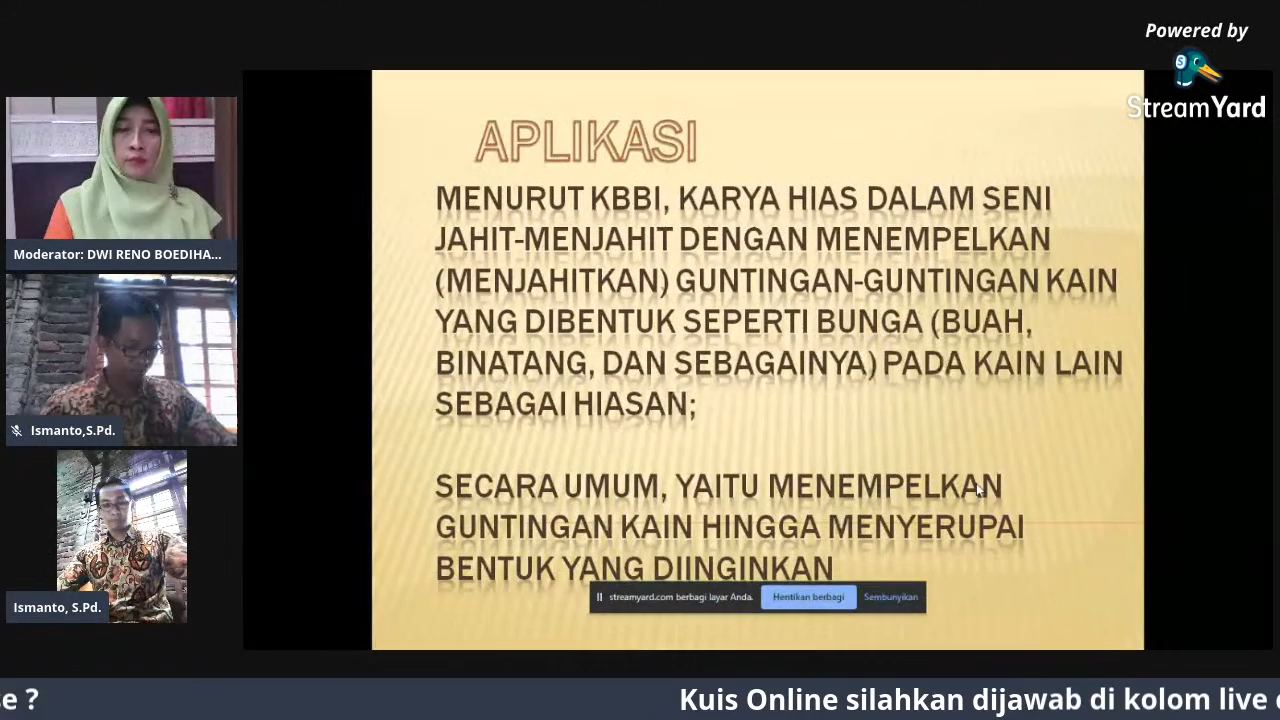 Powered by
StreamYard
APLIKASI
MENURUT KBBI, KARYA HIAS DALAM SENI
JAHIT-MENJAHIT DENGAN MENEMPELKAN
(MENJAHITKAN) GUNTINGAN-GUNTINGAN KAIN
YANG DIBENTUK SEPERTI BUNGA (BUAH,
BINATANG, DAN SEBAGAINYA) PADA KAIN LAIN
SEBAGAI HIASAN;
SECARA UMUM, YAITU MENEMPELKAN
GUNTINGAN KAIN HINGGA MENYERUPAI
BENTUK YANG DIINGINKAN
streamyard.com berbagi layar Anda.
Hentikan berbagi
Sembunyikan
Moderator: DWI RENO BOEDIHA...
Ismanto,S.Pd.
Ismanto, S.Pd.
se ?
Kuis Online silahkan dijawab di kolom live